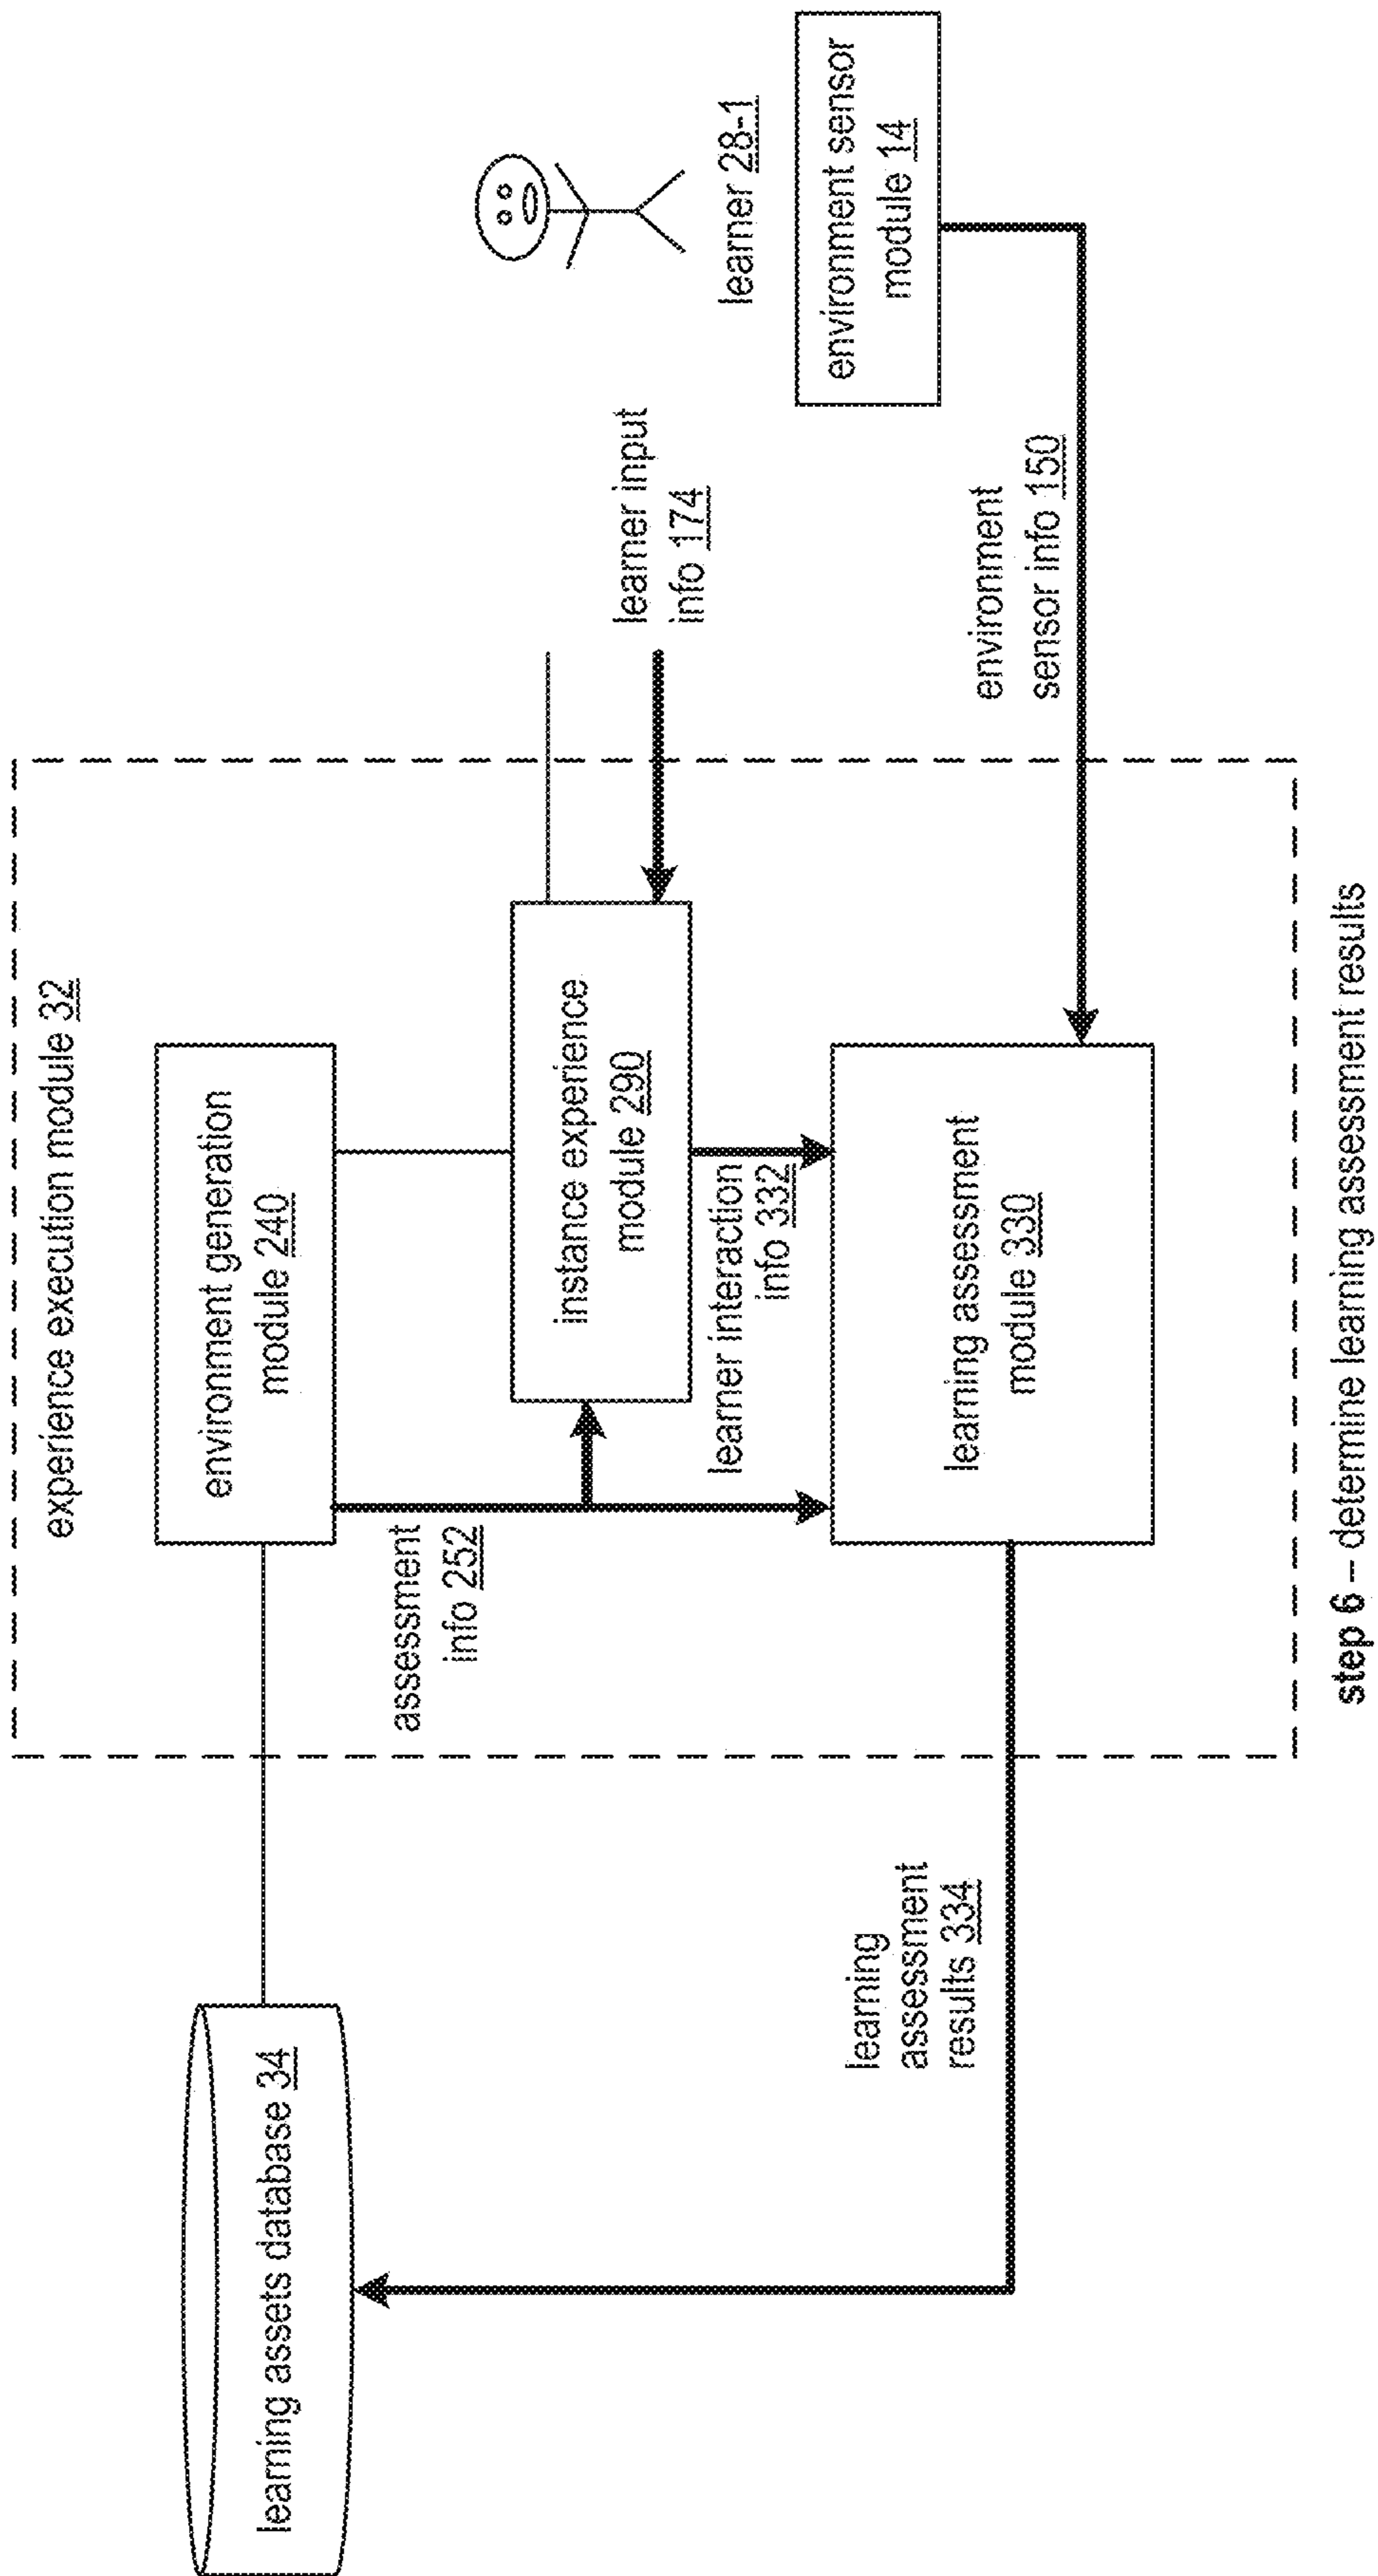 experience execution module 32
learning assets database 34
environment generation
module 240
assessment
info 252
instance experience
module 290
learner input
info 174
learner 28-1
learner interaction
info 332
environment sensor
module 14
learning assessment
module 330
environment
sensor info 150
learning
assessment
results 334
step 6 – determine learning assessment results